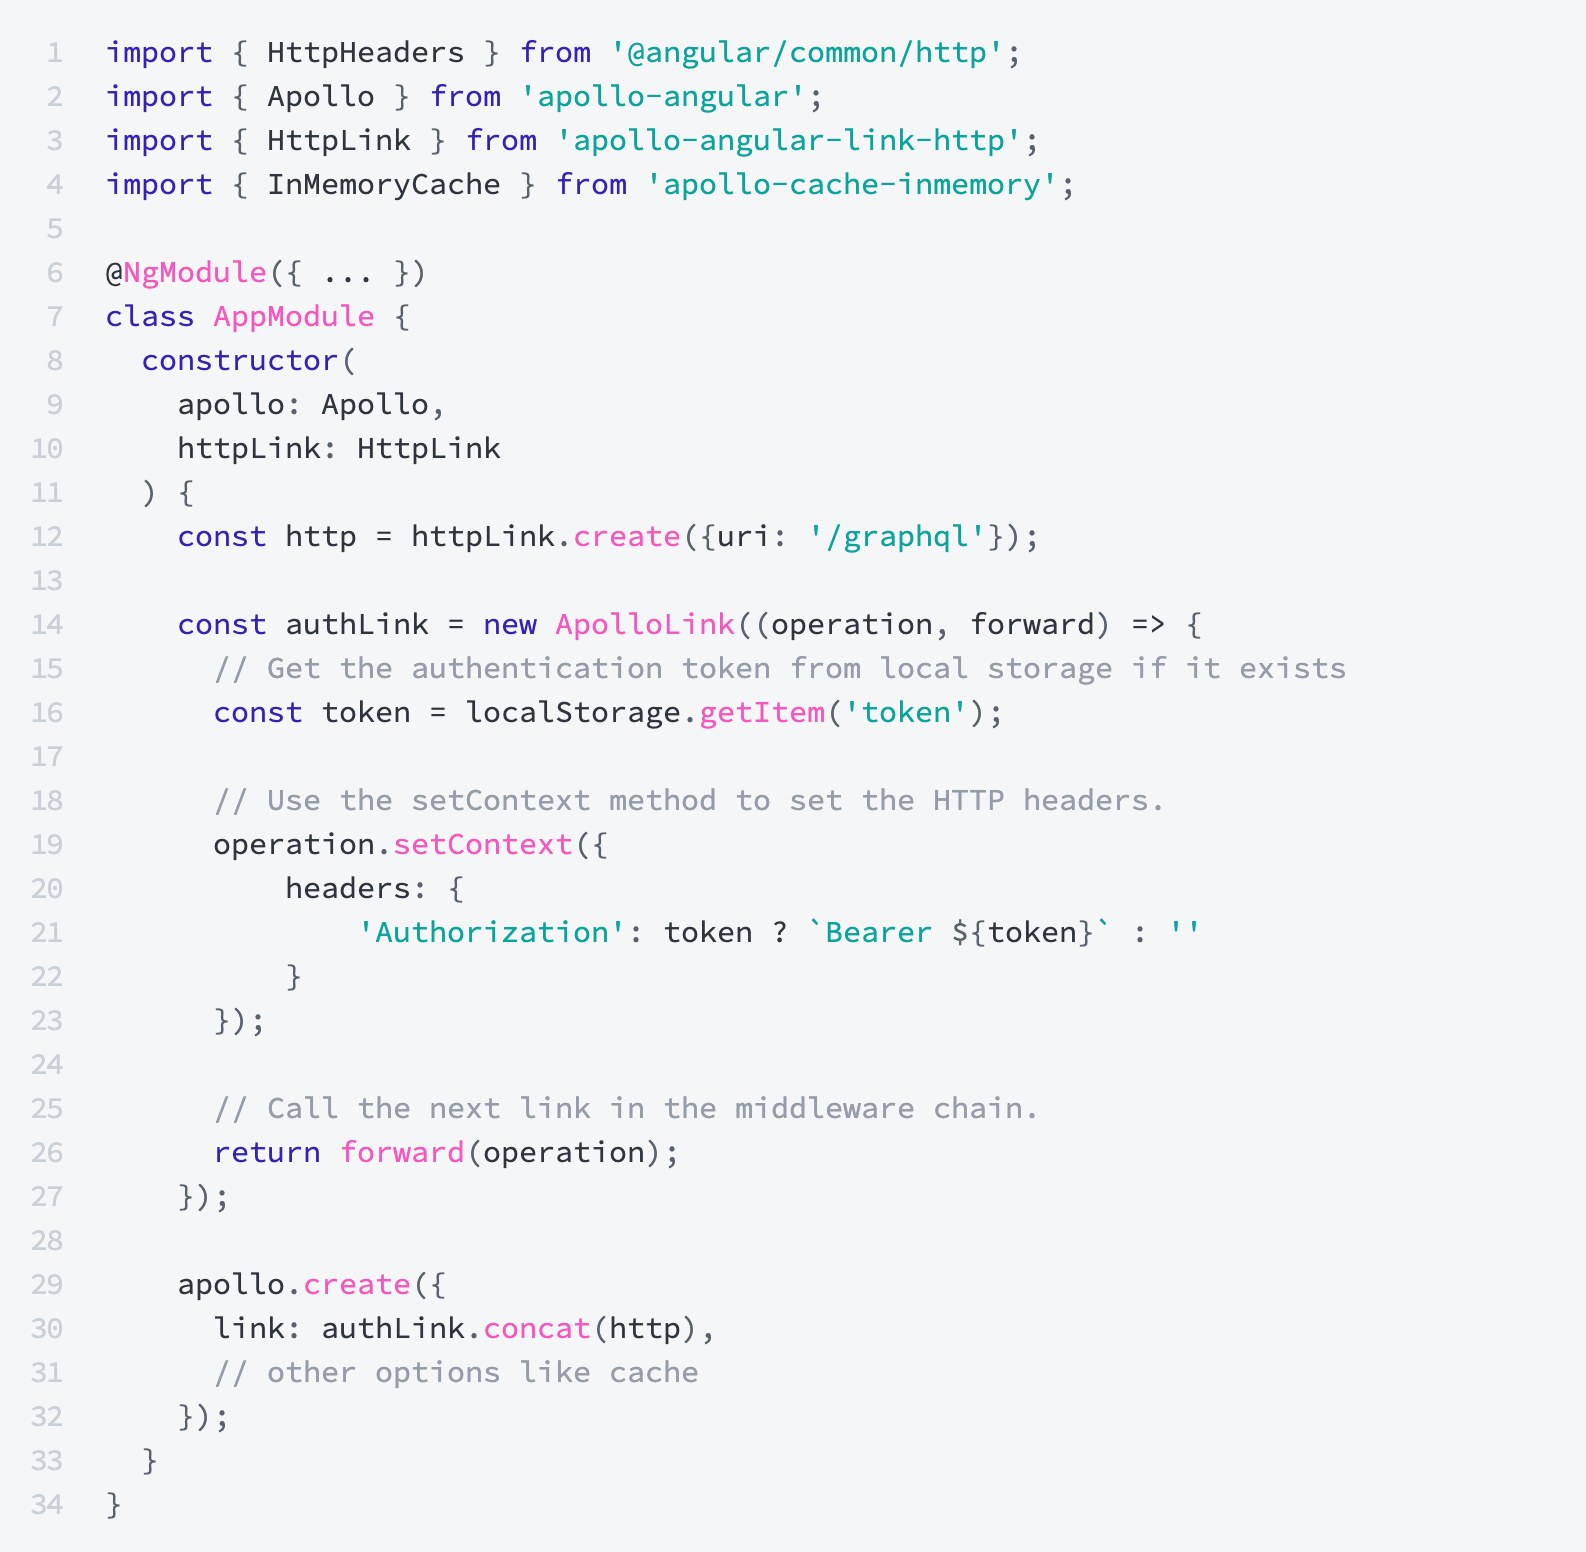 1 import { HttpHeaders } from '@angular/common/http';
2 import { Apollo } from 'apollo-angular';
3 import { HttpLink } from 'apollo-angular-link-http';
4 import { InMemoryCache } from 'apollo-cache-inmemory';
5
6 @NgModule({ ... })
7 class AppModule {
8   constructor(
9     apollo: Apollo,
10     httpLink: HttpLink
11   ) {
12     const http = httpLink.create({uri: '/graphql'});
13
14     const authLink = new ApolloLink((operation, forward) => {
15       // Get the authentication token from local storage if it exists
16       const token = localStorage.getItem('token');
17
18       // Use the setContext method to set the HTTP headers.
19       operation.setContext({
20           headers: {
21               'Authorization': token ? `Bearer ${token}` : ''
22           }
23       });
24
25       // Call the next link in the middleware chain.
26       return forward(operation);
27     });
28
29     apollo.create({
30       link: authLink.concat(http),
31       // other options like cache
32     });
33   }
34 }